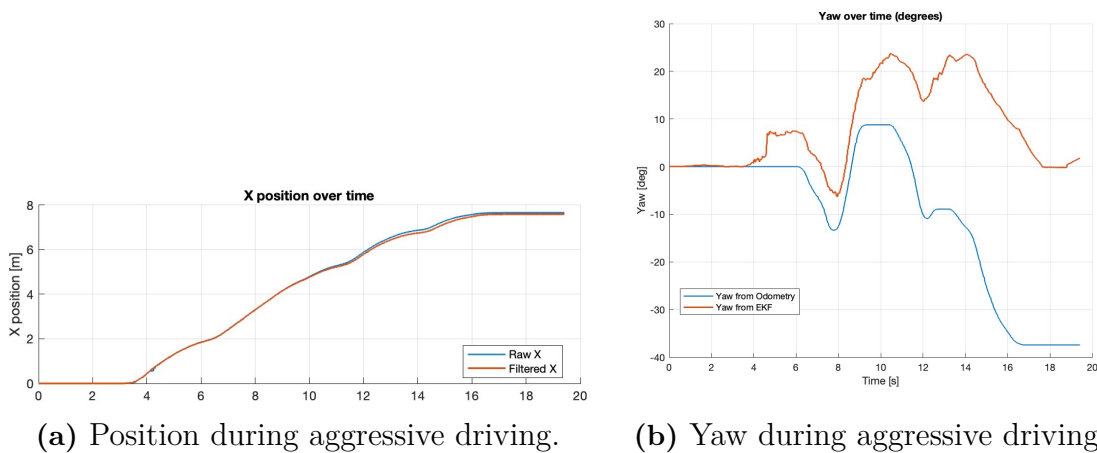 X position over time
X position [m]
8
6
4
2
0
0 2 4 6 8 10 12 14 16 18 20
Raw X
Filtered X
(a) Position during aggressive driving.
Yaw over time (degrees)
Yaw [deg]
30
20
10
0
-10
-20
-30
-40
Yaw from Odometry
Yaw from EKF
0 2 4 6 8 10 12 14 16 18 20
Time [s]
(b) Yaw during aggressive driving